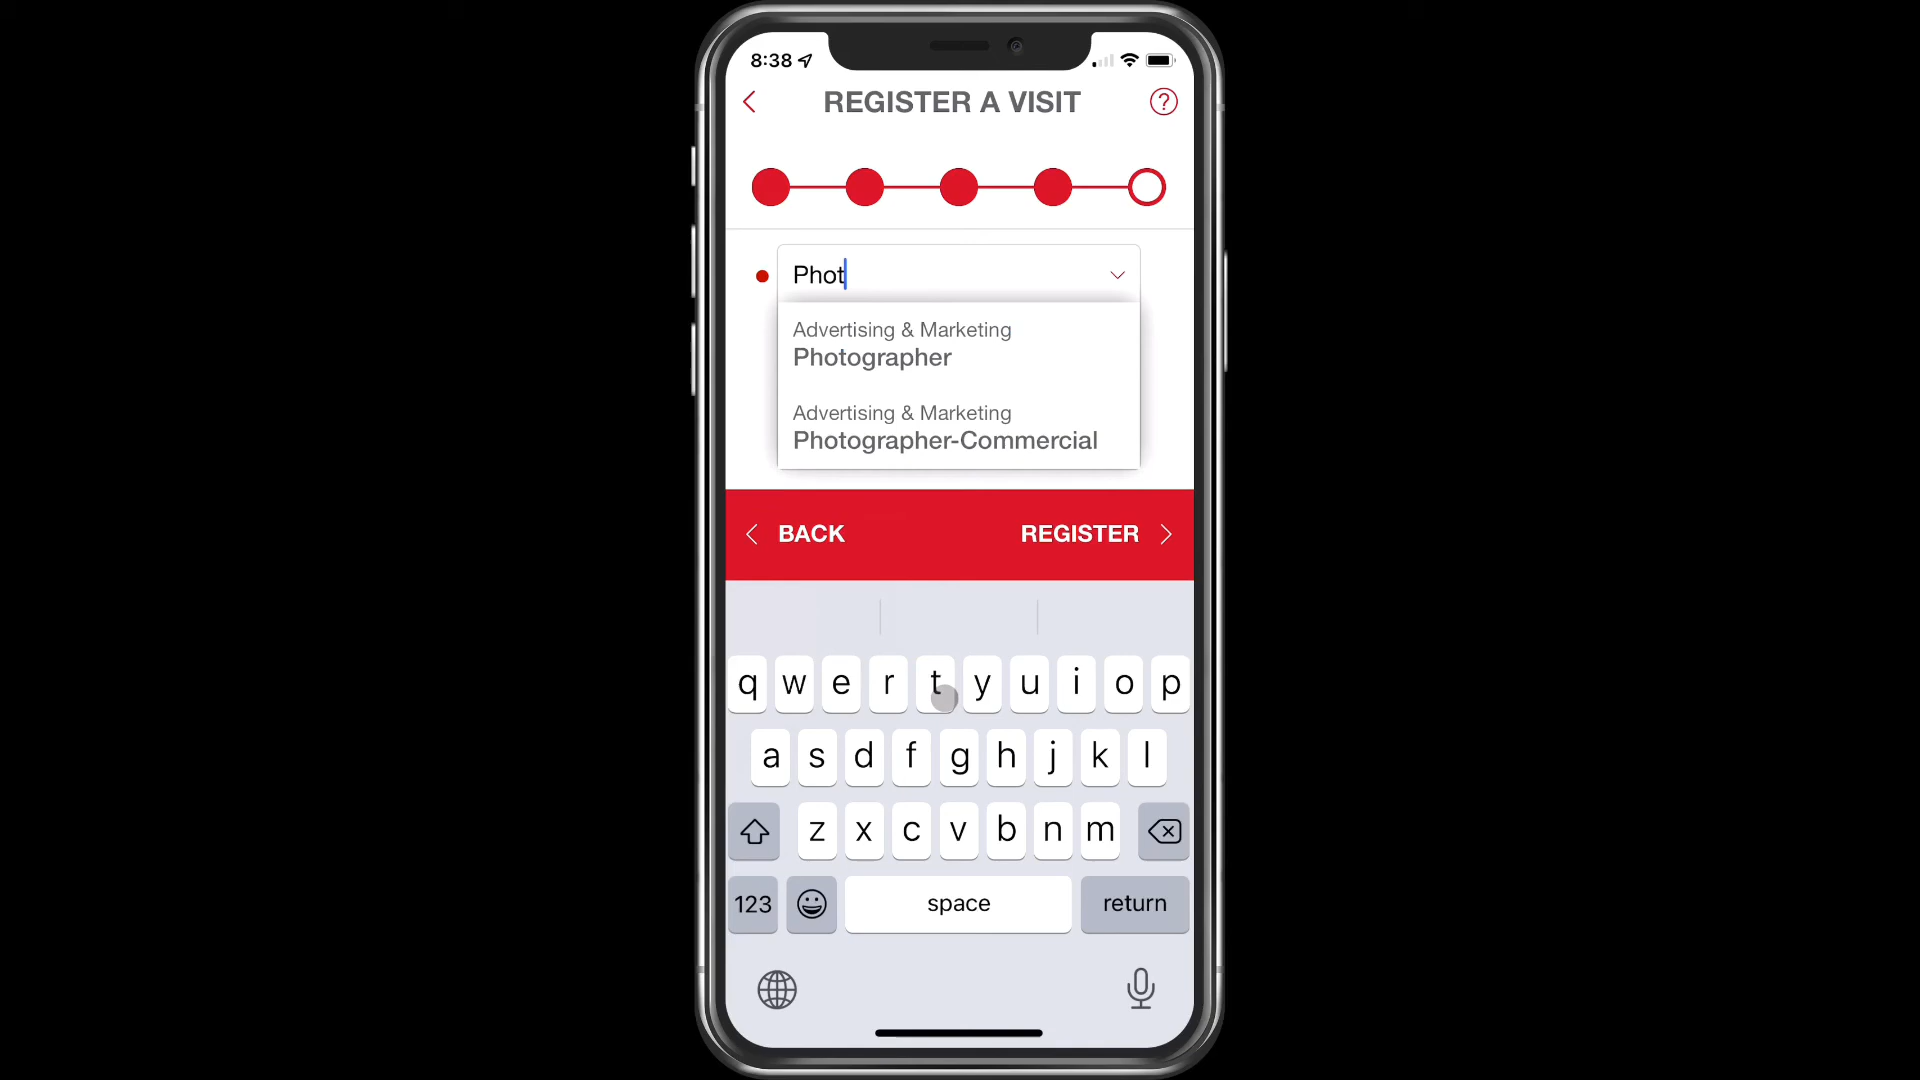 8:38
REGISTER A VISIT
?
Phot
Advertising & Marketing
Photographer
Advertising & Marketing
Photographer-Commercial
BACK
REGISTER
q w e r t y u i o p
a s d f g h j k l
z x c v b n m
123 space return